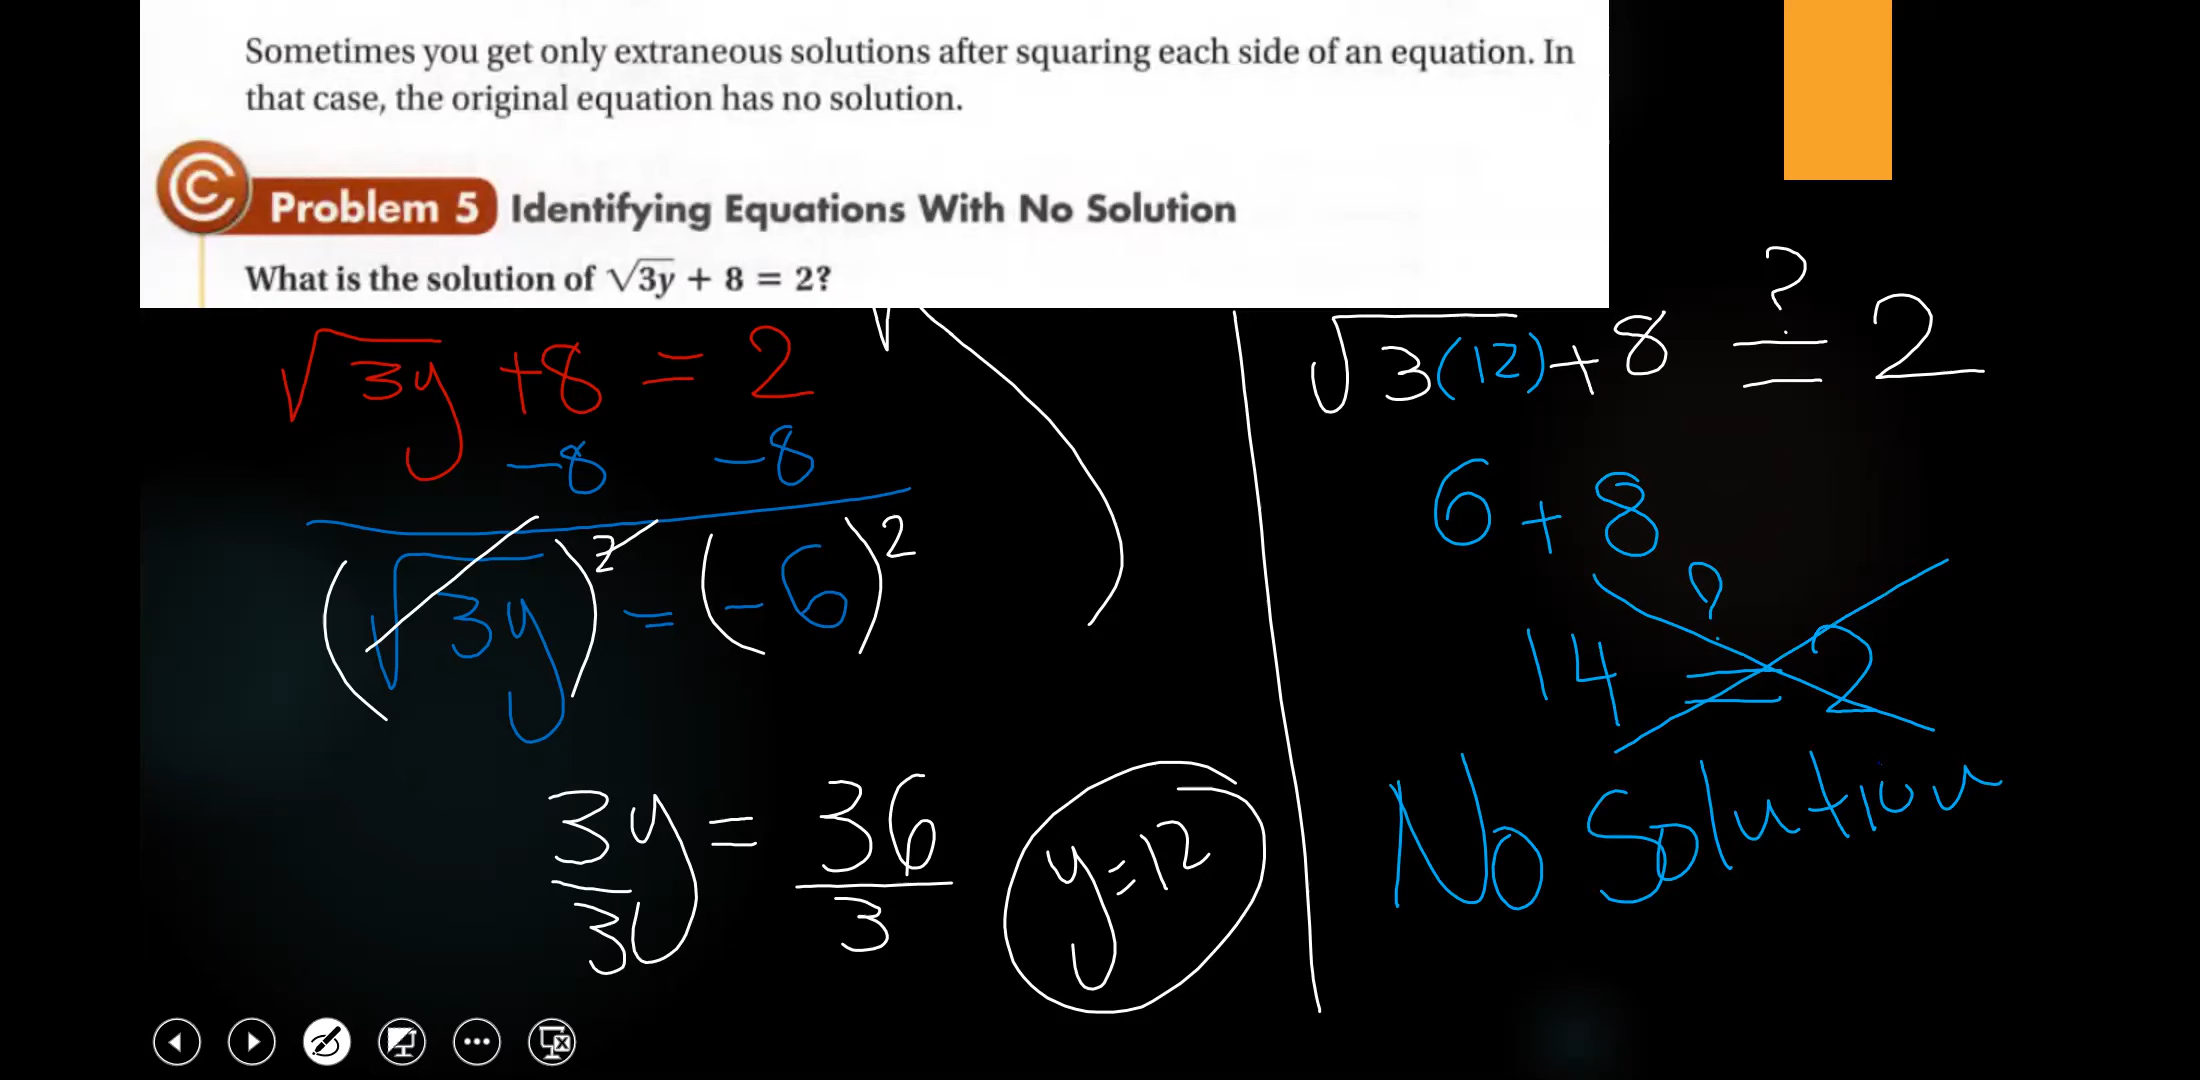 Sometimes you get only extraneous solutions after squaring each side of an equation. In
that case, the original equation has no solution.
C
Problem 5 Identifying Equations With No Solution
What is the solution of √3y + 8 = 2?
√3y +8 = 2
-8 -8
(√3y)² = (-6)²
3y = 36
3 3
y=12
√3(12)+8 ?= 2
6+8
14 ?= 2
No Solution